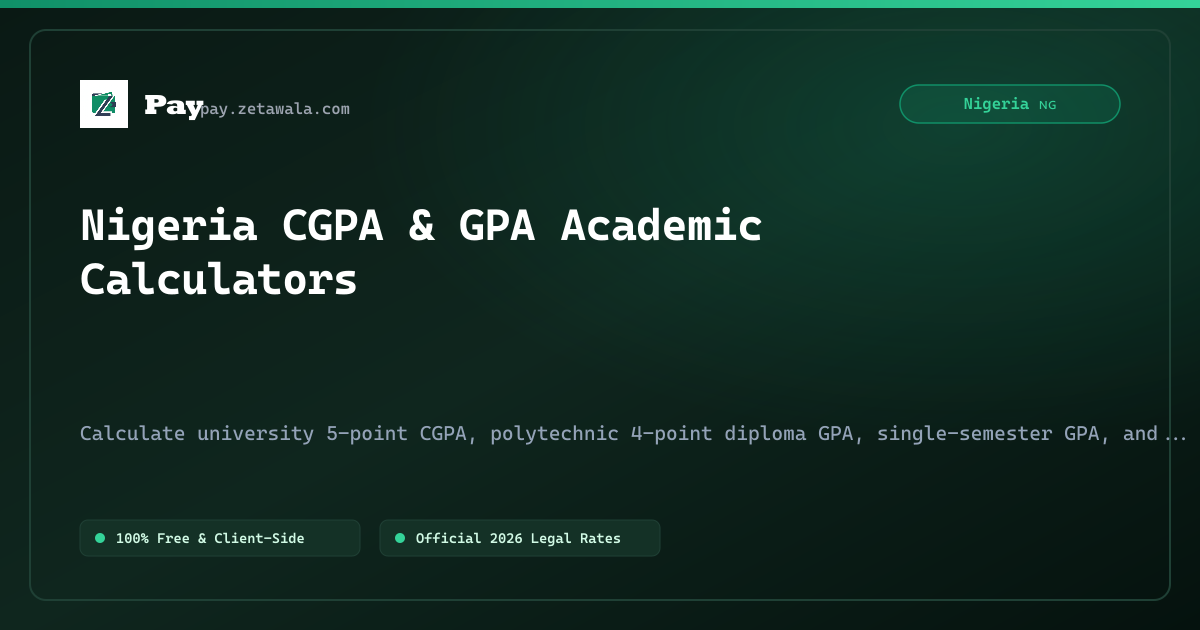 Pay
pay.zetawala.com
Nigeria NG
Nigeria CGPA & GPA Academic
Calculators
Calculate university 5-point CGPA, polytechnic 4-point diploma GPA, single-semester GPA, and...
100% Free & Client-Side
Official 2026 Legal Rates